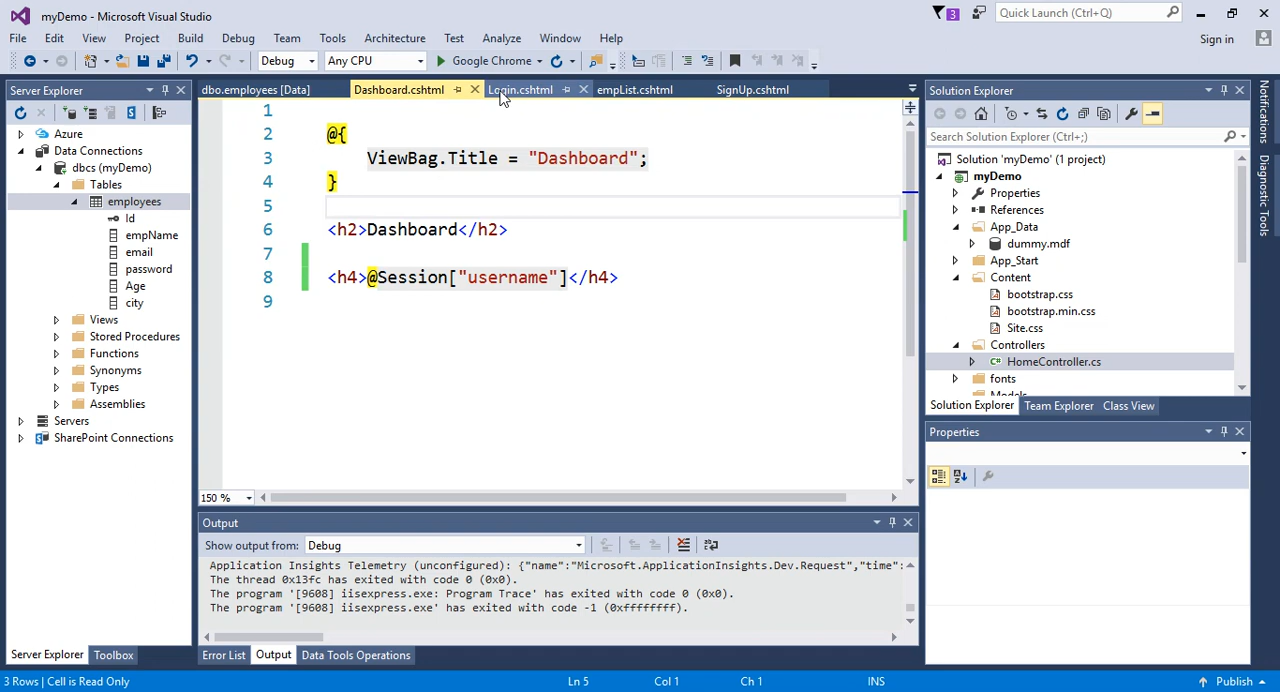 myDemo - Microsoft Visual Studio
3
Quick Launch (Ctrl+Q)
File Edit View Project Build Debug Team Tools Architecture Test Analyze Window Help
Sign in
Debug Any CPU Google Chrome
Server Explorer
Azure
Data Connections
dbcs (myDemo)
Tables
employees
Id
empName
email
password
Age
city
Views
Stored Procedures
Functions
Synonyms
Types
Assemblies
Servers
SharePoint Connections
Server Explorer Toolbox
dbo.employees [Data] Dashboard.cshtml Login.cshtml empList.cshtml SignUp.cshtml
1
2 @{
3 ViewBag.Title = "Dashboard";
4 }
5
6 <h2>Dashboard</h2>
7
8 <h4>@Session["username"]</h4>
9
150 %
Output
Show output from: Debug
Application Insights Telemetry (unconfigured): {"name":"Microsoft.ApplicationInsights.Dev.Request","time":
The thread 0x13fc has exited with code 0 (0x0).
The program '[9608] iisexpress.exe: Program Trace' has exited with code 0 (0x0).
The program '[9608] iisexpress.exe' has exited with code -1 (0xffffffff).
Error List Output Data Tools Operations
Solution Explorer
Search Solution Explorer (Ctrl+;)
Solution 'myDemo' (1 project)
myDemo
Properties
References
App_Data
dummy.mdf
App_Start
Content
bootstrap.css
bootstrap.min.css
Site.css
Controllers
C# HomeController.cs
fonts
Models
Solution Explorer Team Explorer Class View
Properties
Notifications
Diagnostic Tools
3 Rows | Cell is Read Only Ln 5 Col 1 Ch 1 INS Publish